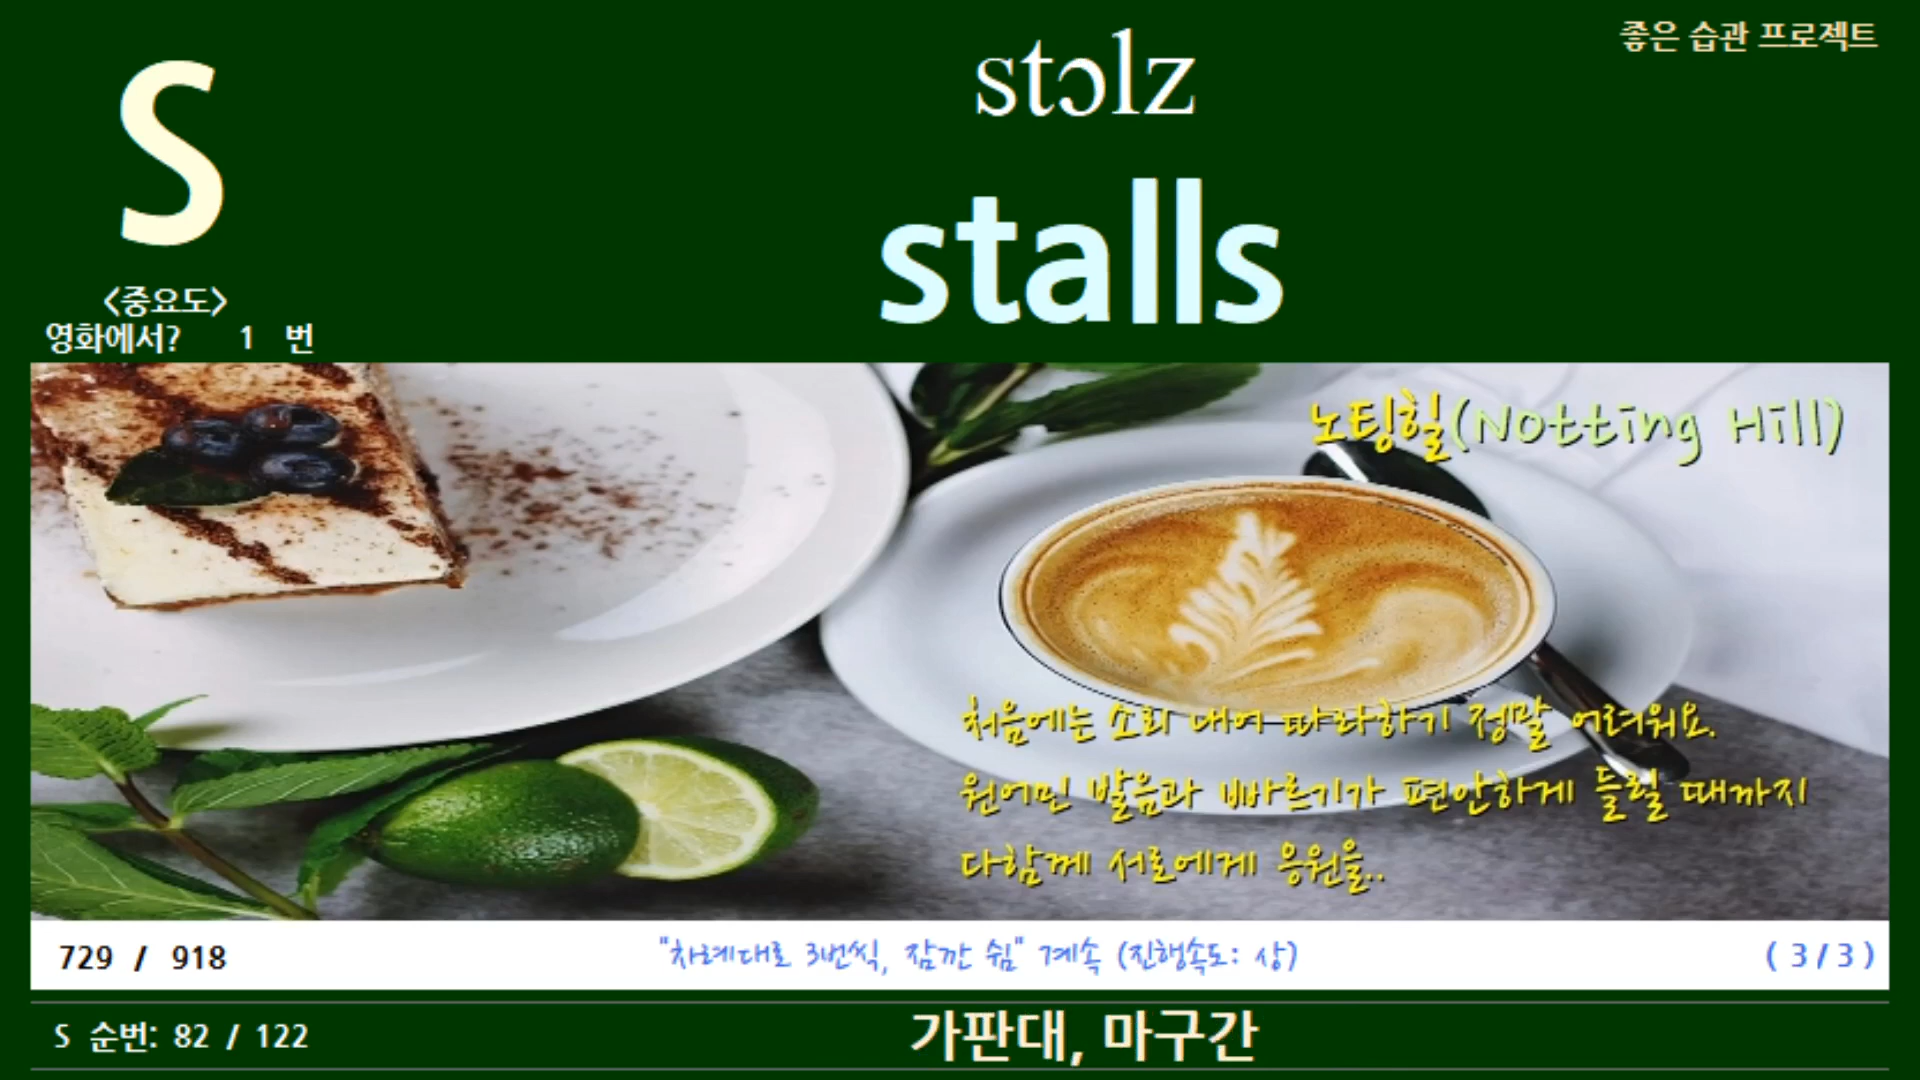 좋은 습관 프로젝트
S
stɔlz
stalls
<중요도>
영화에서? 1 번
노팅힐(Notting Hill)
처음에는 소리 내어 따라하기 정말 어려워요.
원어민 발음과 빠르기가 편안하게 들릴 때까지
다함께 서로에게 응원을..
729 / 918
"차례대로 3번씩, 잠깐 쉼" 계속 (진행속도: 상)
( 3 / 3 )
S 순번: 82 / 122
가판대, 마구간